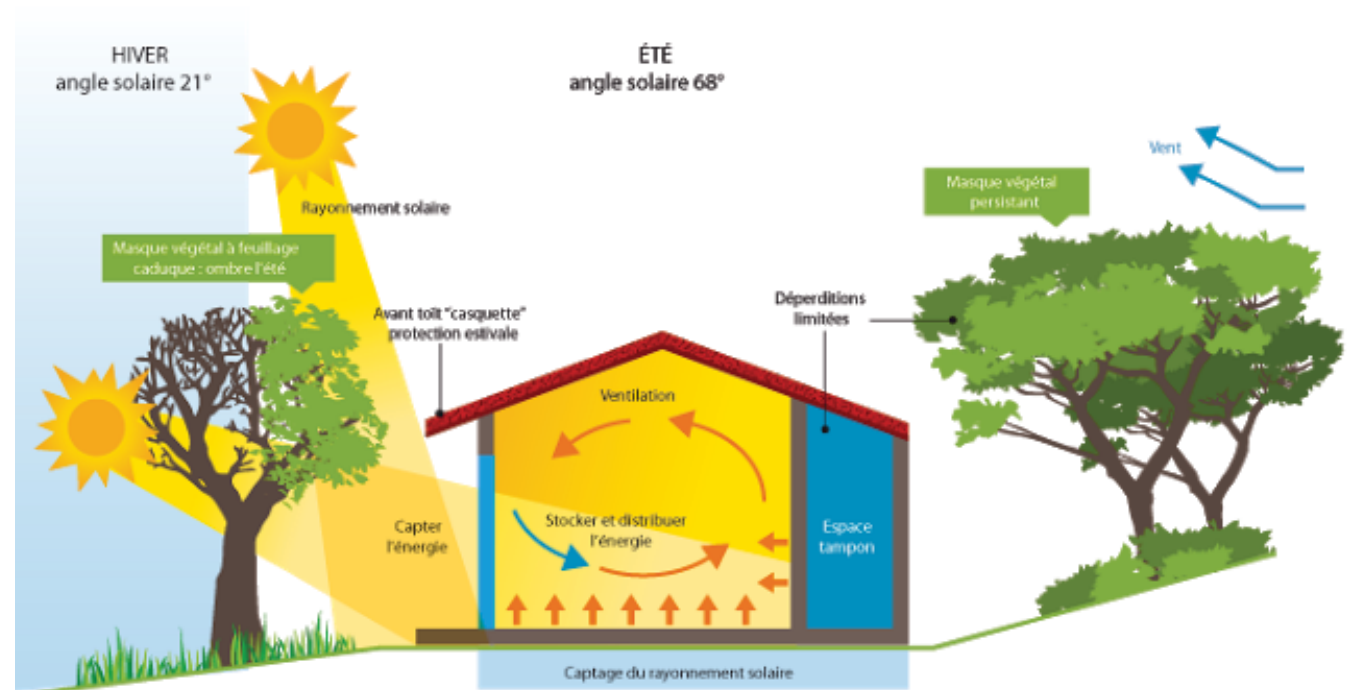 HIVER
angle solaire 21°
ÉTÉ
angle solaire 68°
Vent
Masque végétal
persistant
Rayonnement solaire
Masque végétal à feuillage
caduque : ombre l'été
Avant toît "casquette"
protection estivale
Déperditions
limitées
Ventilation
Capter
l'énergie
Stocker et distribuer
l'énergie
Espace
tampon
Captage du rayonnement solaire